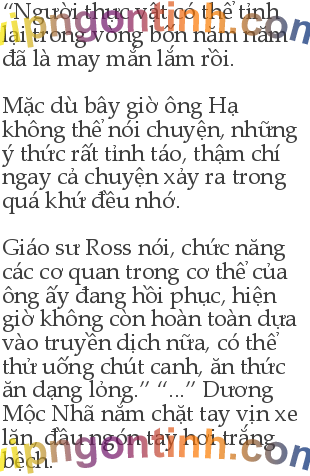 “Người thực vật có thể tỉnh
lại trong vòng bốn năm năm
đã là may mắn lắm rồi.
Mặc dù bây giờ ông Hạ
không thể nói chuyện, những
ý thức rất tỉnh táo, thậm chí
ngay cả chuyện xảy ra trong
quá khứ đều nhớ.
Giáo sư Ross nói, chức năng
các cơ quan trong cơ thể của
ông ấy đang hồi phục, hiện
giờ không còn hoàn toàn dựa
vào truyền dịch nữa, có thể
thử uống chút canh, ăn thức
ăn dạng lỏng.” “...” Dương
Mộc Nhã nắm chặt tay vịn xe
lăn, đầu ngón tay hơi trắng
bệch.
vipngontinh.com
vipngontinh.com